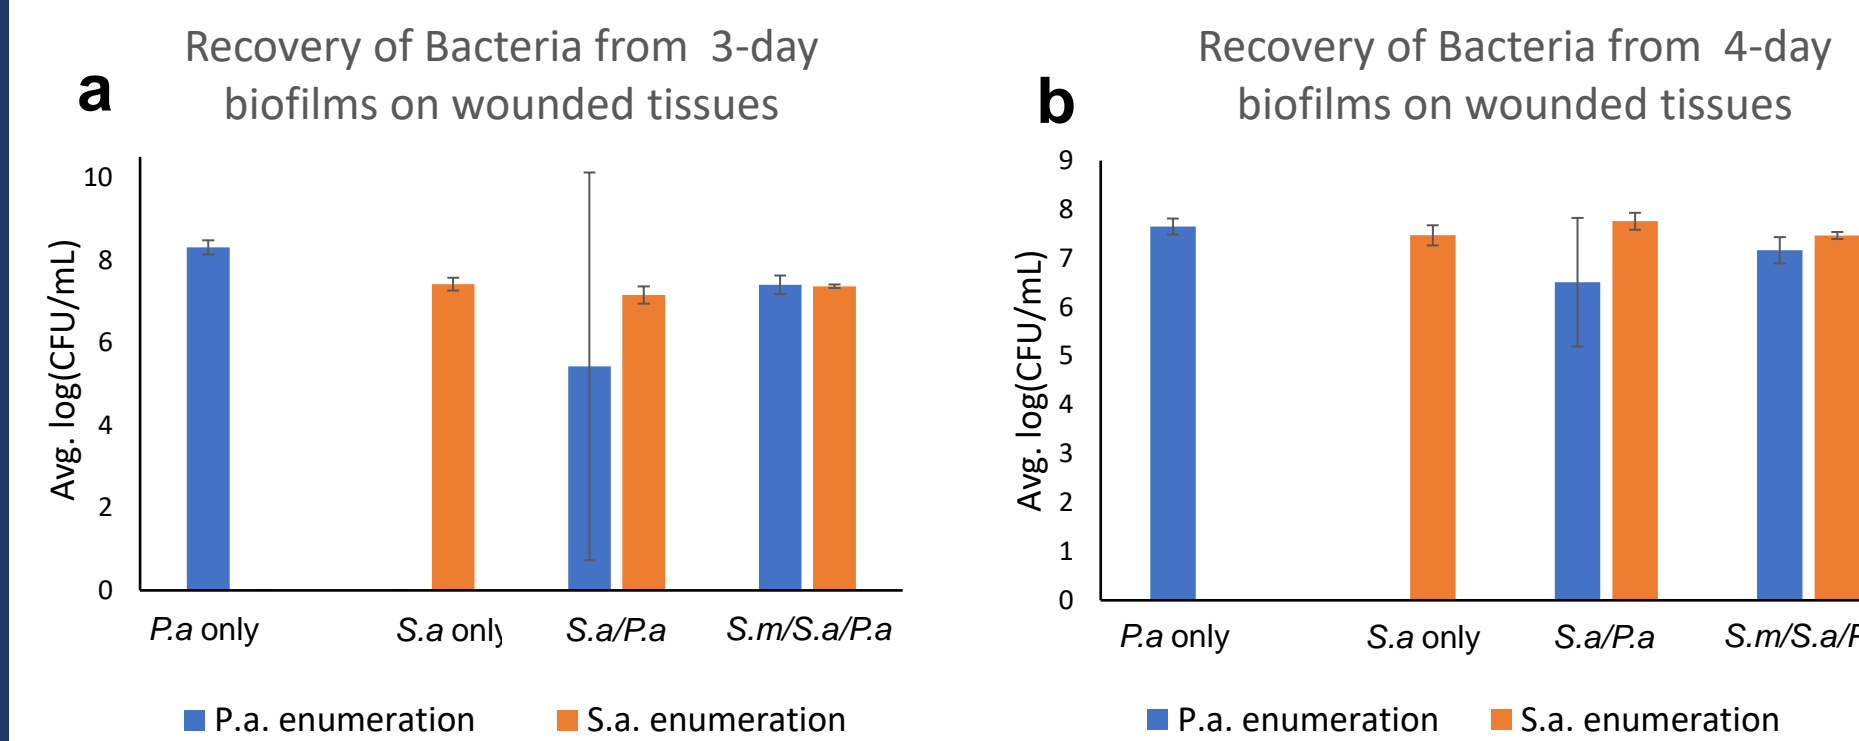 a
Recovery of Bacteria from 3-day
biofilms on wounded tissues
Avg. log(CFU/mL)
10
8
6
4
2
0
P.a only
S.a only
S.a/P.a
S.m/S.a/P.a
P.a. enumeration
S.a. enumeration
b
Recovery of Bacteria from 4-day
biofilms on wounded tissues
Avg. log(CFU/mL)
9
8
7
6
5
4
3
2
1
0
P.a only
S.a only
S.a/P.a
S.m/S.a/P
P.a. enumeration
S.a. enumeration